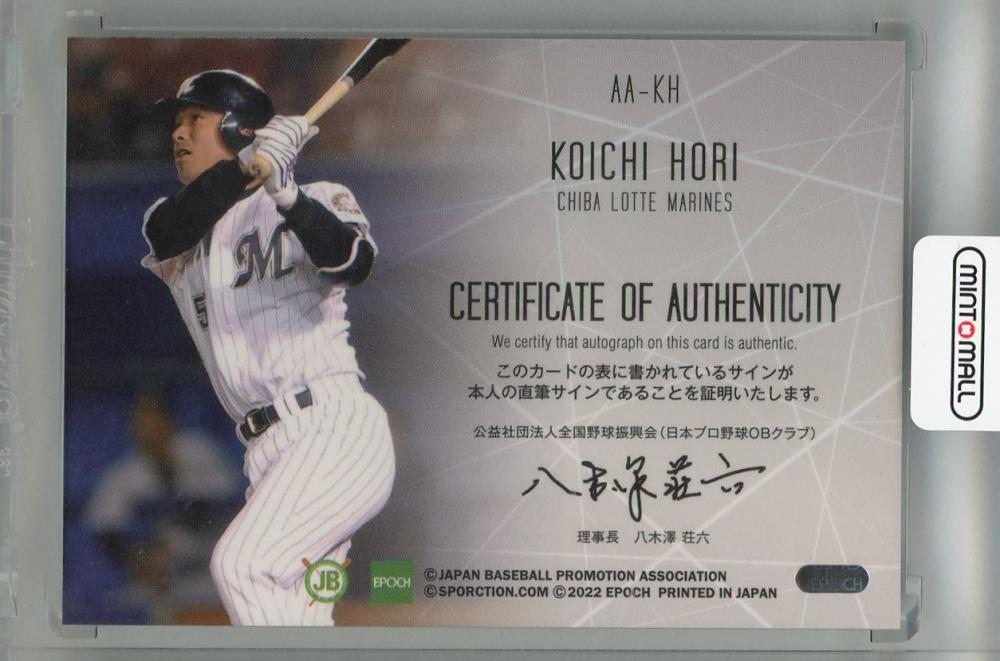 AA-KH
KOICHI HORI
CHIBA LOTTE MARINES
M
5
CERTIFICATE OF AUTHENTICITY
We certify that autograph on this card is authentic.
このカードの表に書かれているサインが
本人の直筆サインであることを証明いたします。
公益社団法人全国野球振興会(日本プロ野球OBクラブ)
八木澤荘六
理事長 八木澤 荘六
JB
EPOCH
©JAPAN BASEBALL PROMOTION ASSOCIATION
©SPORCTION.COM ©2022 EPOCH PRINTED IN JAPAN
EPOCH
MINT MALL